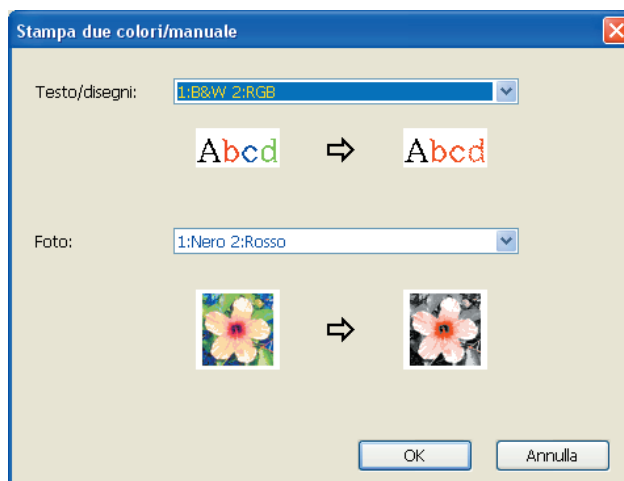 Stampa due colori/manuale
Testo/disegni: 1:B&W 2:RGB
Abcd Abcd
Foto: 1:Nero 2:Rosso
OK Annulla